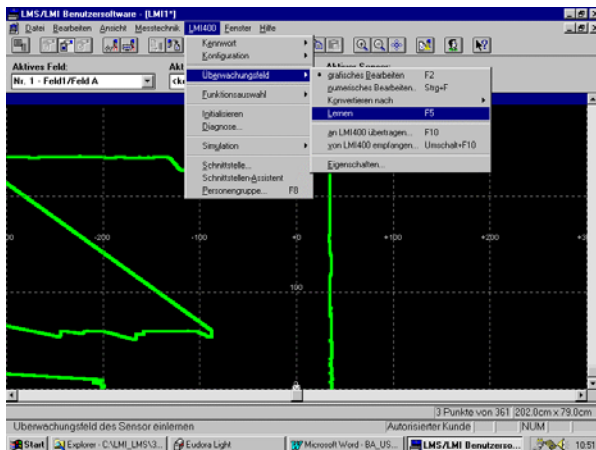 LMS/LMI Benutzersoftware - [LMI1*]
Datei Bearbeiten Ansicht Messtechnik LMI400 Fenster Hilfe
Aktives Feld:
Nr. 1 - Feld1/Feld A
Kennwort
Konfiguration
Überwachungsfeld
Funktionsauswahl
Initialisieren
Diagnose...
Simulation
Schnittstelle...
Schnittstellen-Assistent
Personengruppe... F8
grafisches Bearbeiten F2
numerisches Bearbeiten.. Strg+F
Konvertieren nach
Lernen F5
an LMI400 übertragen... F10
von LMI400 empfangen... Umschalt+F10
Eigenschaften...
-200 -100 +0 +100 +200
100
3 Punkte von 361 202.0cm x 79.0cm
Überwachungsfeld des Sensor einlernen Autorisierter Kunde NUM
Start Explorer - C:\LMI_LMS\3... Eudora Light Microsoft Word - BA_US... LMS/LMI Benutzerso... 10:51